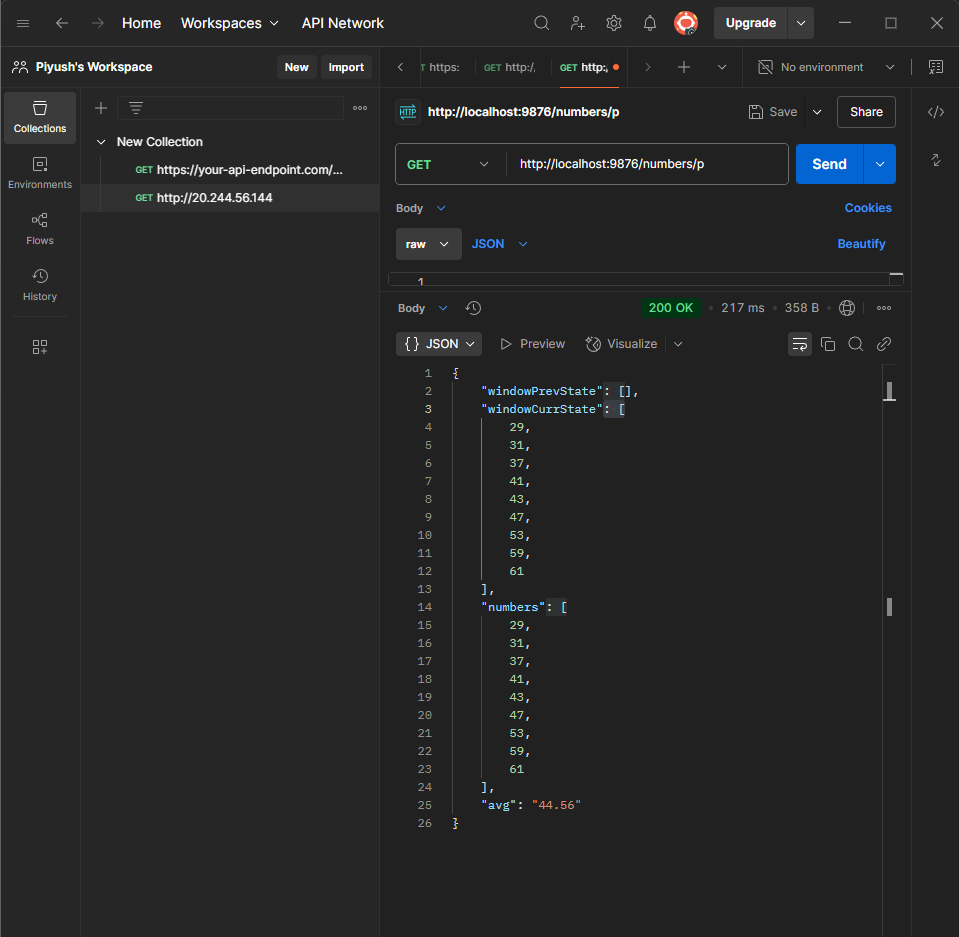 Home Workspaces API Network Upgrade
Piyush's Workspace New Import T https: GET http:/, GET http:, No environment
Collections
Environments
Flows
History
New Collection
GET https://your-api-endpoint.com/...
GET http://20.244.56.144
HTTP http://localhost:9876/numbers/p Save Share
GET http://localhost:9876/numbers/p Send
Body Cookies
raw JSON Beautify
1
Body 200 OK 217 ms 358 B
{} JSON Preview Visualize
1 {
2 "windowPrevState": [],
3 "windowCurrState": [
4 29,
5 31,
6 37,
7 41,
8 43,
9 47,
10 53,
11 59,
12 61
13 ],
14 "numbers": [
15 29,
16 31,
17 37,
18 41,
19 43,
20 47,
21 53,
22 59,
23 61
24 ],
25 "avg": "44.56"
26 }